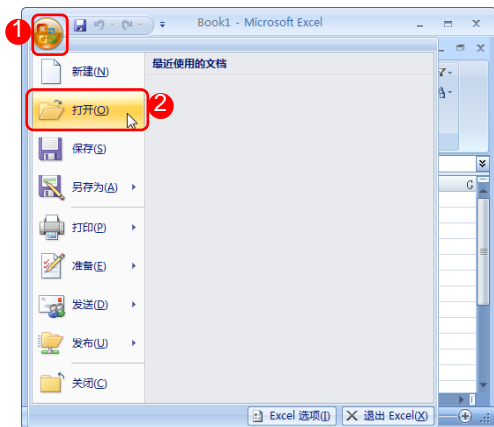 1
Book1 - Microsoft Excel
新建(N)
最近使用的文档
打开(O)
2
保存(S)
另存为(A)
G
打印(P)
准备(E)
发送(D)
发布(U)
关闭(C)
Excel 选项(I)
退出 Excel(X)